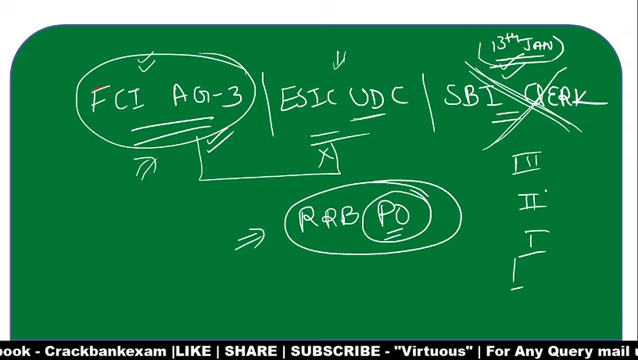 (13th JAN)
FCI AG-3 | ESIC UDC | SBI CLERK
III
II
RRB PO
I
book - Crackbankexam |LIKE | SHARE | SUBSCRIBE - "Virtuous" | For Any Query mail